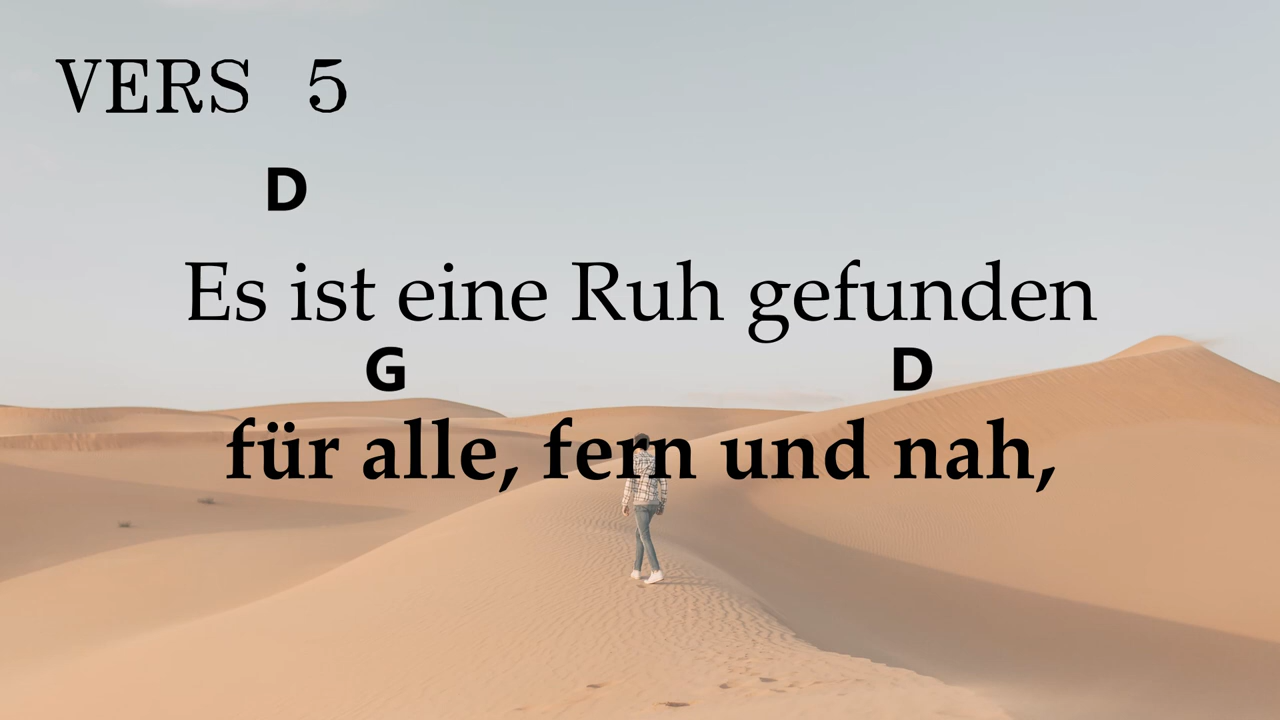 VERS 5
D
Es ist eine Ruh gefunden
G D
für alle, fern und nah,